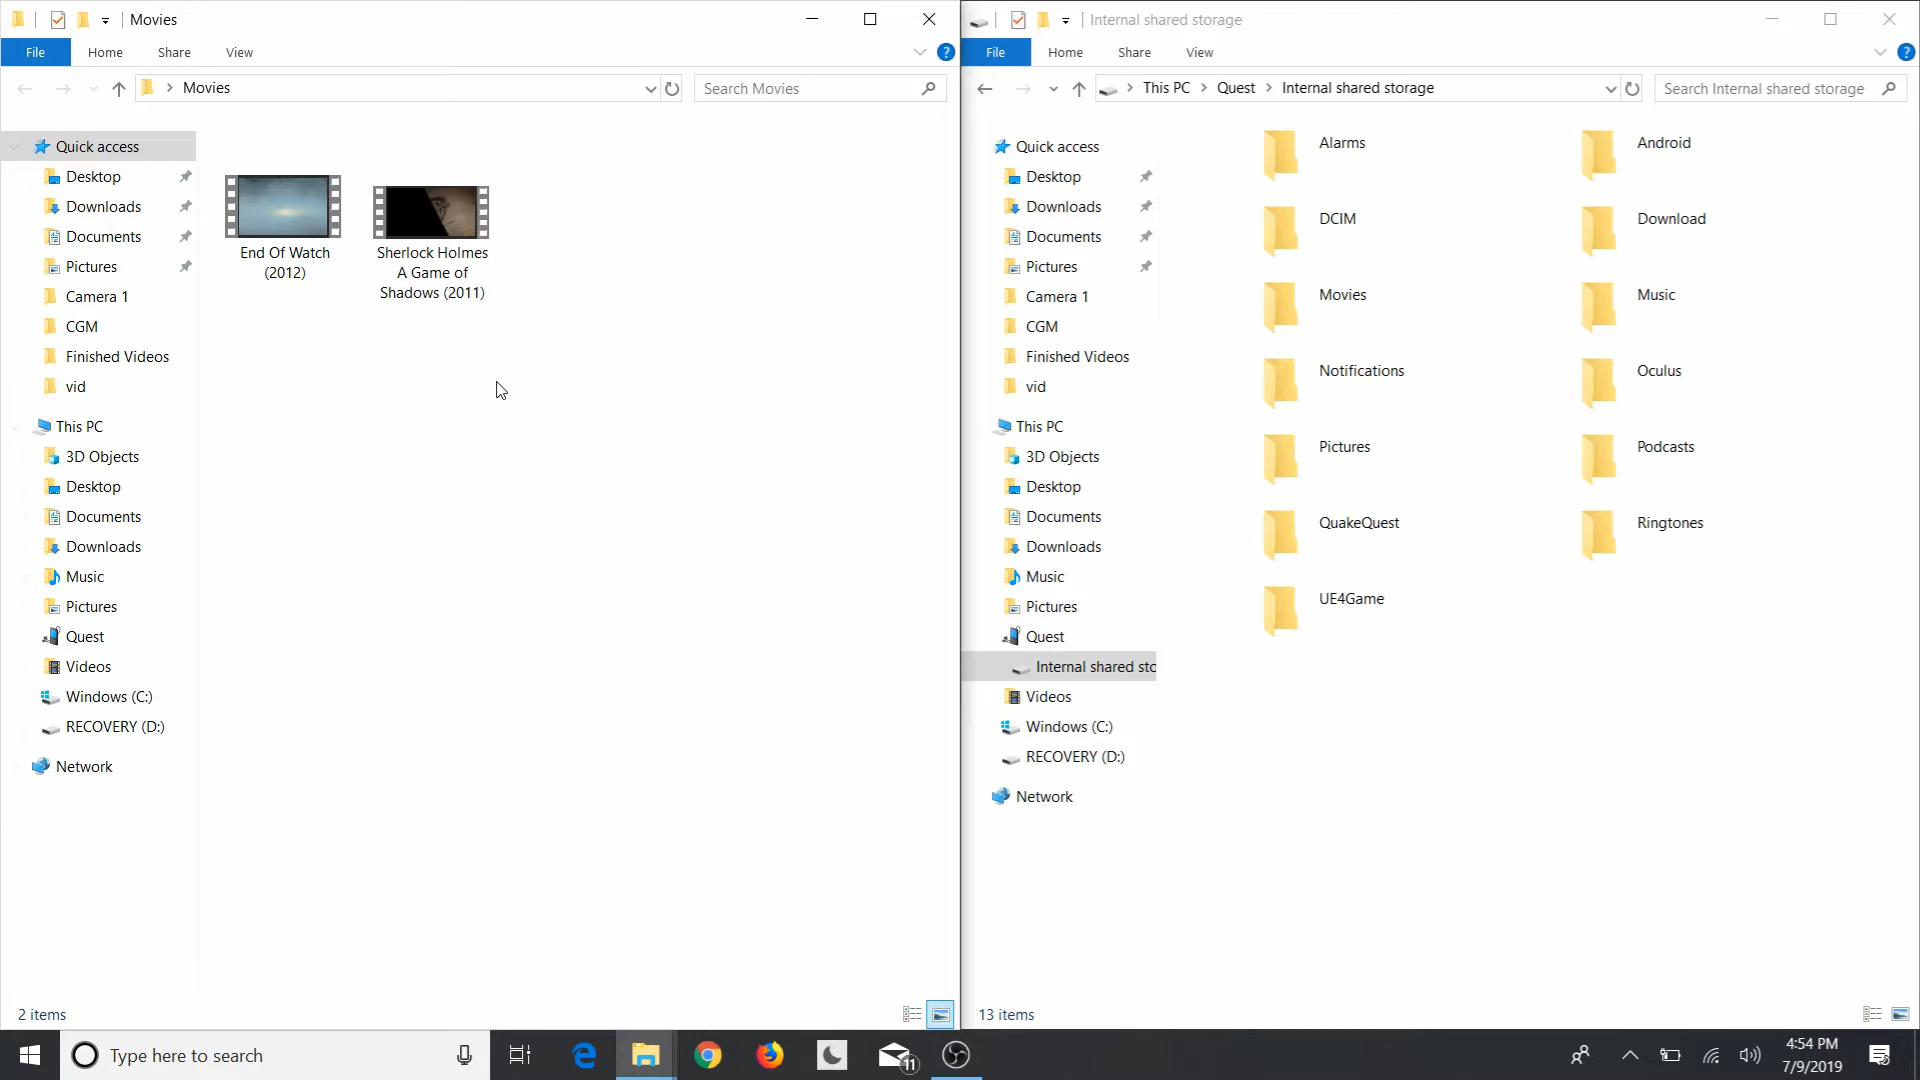 Movies
File
Home
Share
View
?
Movies
Search Movies
Quick access
Desktop
Downloads
Documents
Pictures
Camera 1
CGM
Finished Videos
vid
This PC
3D Objects
Desktop
Documents
Downloads
Music
Pictures
Quest
Videos
Windows (C:)
RECOVERY (D:)
Network
End Of Watch
(2012)
Sherlock Holmes
A Game of
Shadows (2011)
2 items
Internal shared storage
File
Home
Share
View
?
This PC > Quest > Internal shared storage
Search Internal shared storage
Quick access
Desktop
Downloads
Documents
Pictures
Camera 1
CGM
Finished Videos
vid
This PC
3D Objects
Desktop
Documents
Downloads
Music
Pictures
Quest
Internal shared stc
Videos
Windows (C:)
RECOVERY (D:)
Network
Alarms
Android
DCIM
Download
Movies
Music
Notifications
Oculus
Pictures
Podcasts
QuakeQuest
Ringtones
UE4Game
13 items
Type here to search
11
4:54 PM
7/9/2019